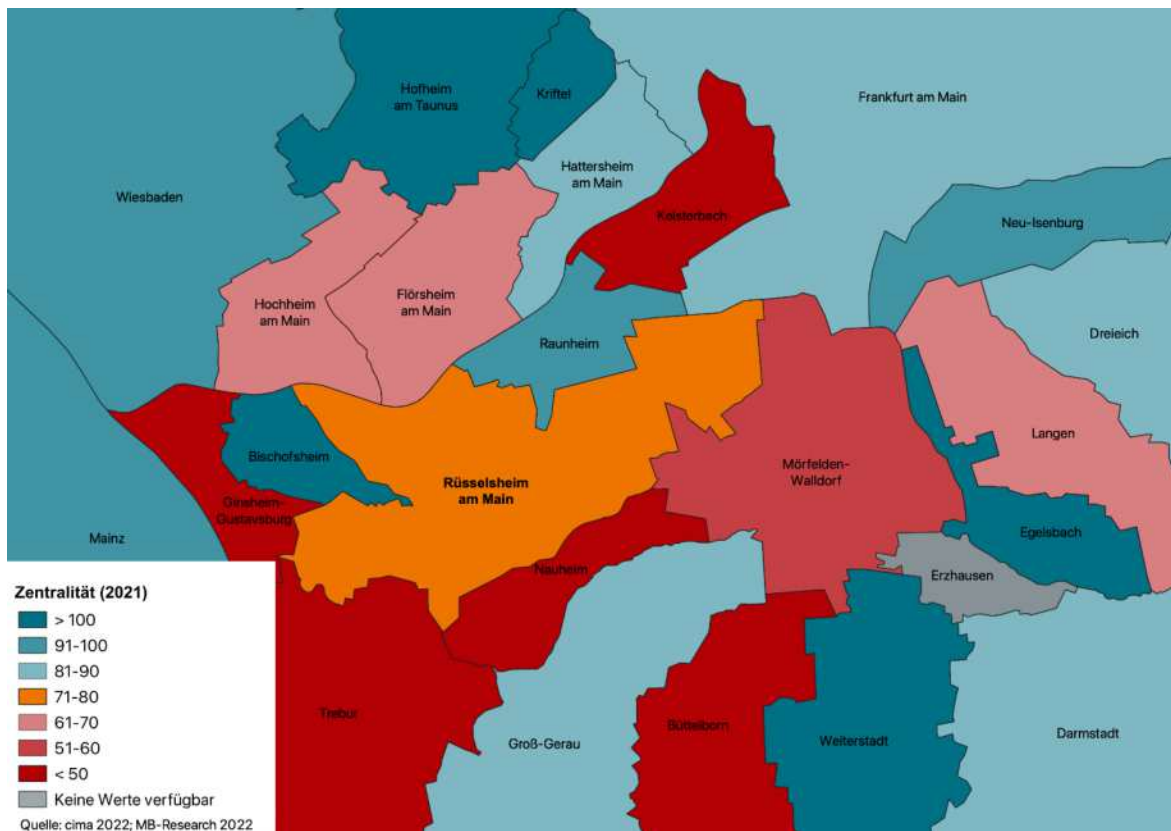 Hofheim
am Taunus
Kriftel
Frankfurt am Main
Hattersheim
am Main
Wiesbaden
Kelsterbach
Neu-Isenburg
Hochheim
am Main
Flörsheim
am Main
Raunheim
Dreieich
Langen
Bischofsheim
Mörfelden-
Walldorf
Rüsselsheim
am Main
Ginsheim-
Gustavsburg
Mainz
Egelsbach
Nauheim
Erzhausen
Trebur
Groß-Gerau
Büttelborn
Weiterstadt
Darmstadt
Zentralität (2021)
> 100
91-100
81-90
71-80
61-70
51-60
< 50
Keine Werte verfügbar
Quelle: cima 2022; MB-Research 2022